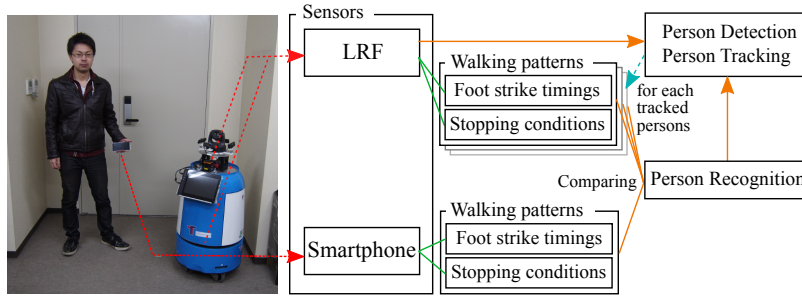 Sensors
LRF
Person Detection
Person Tracking
Walking patterns
Foot strike timings
Stopping conditions
for each
tracked
persons
Comparing
Person Recognition
Walking patterns
Smartphone
Foot strike timings
Stopping conditions